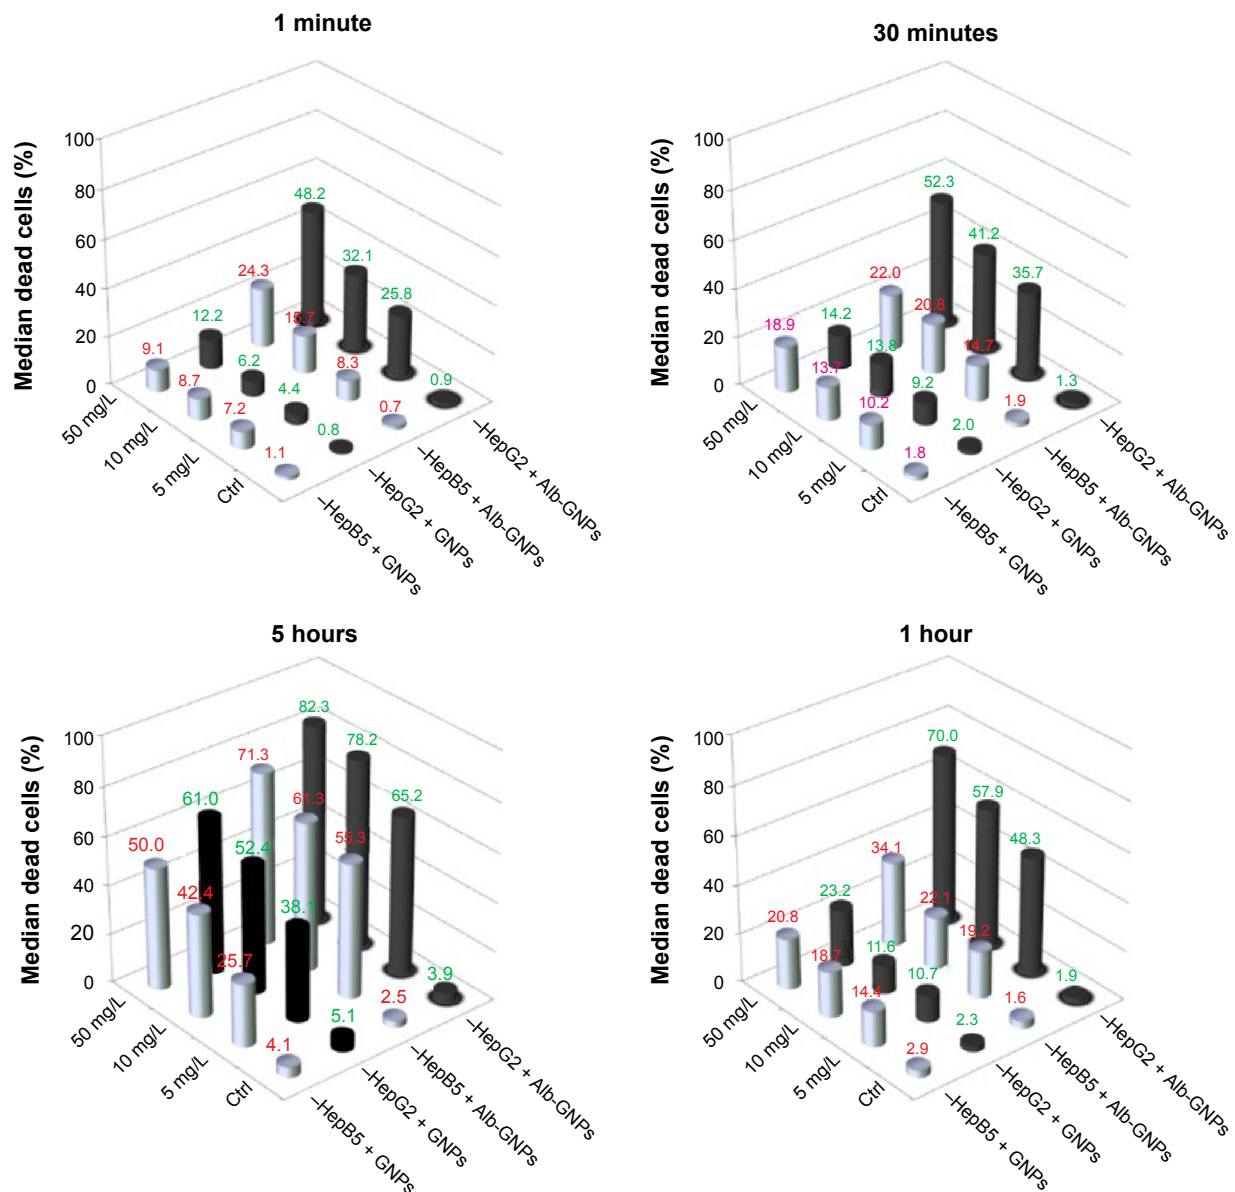 1 minute
Median dead cells (%)
100
80
60
40
20
0
48.2
32.1
25.8
0.9
24.3
15.7
8.3
0.7
12.2
6.2
4.4
0.8
9.1
8.7
7.2
1.1
50 mg/L
10 mg/L
5 mg/L
Ctrl
–HepB5 + GNPs
–HepG2 + GNPs
–HepB5 + Alb-GNPs
–HepG2 + Alb-GNPs
30 minutes
Median dead cells (%)
100
80
60
40
20
0
52.3
41.2
35.7
1.3
22.0
20.8
14.7
1.9
14.2
13.8
9.2
2.0
18.9
13.7
10.2
1.8
50 mg/L
10 mg/L
5 mg/L
Ctrl
–HepB5 + GNPs
–HepG2 + GNPs
–HepB5 + Alb-GNPs
–HepG2 + Alb-GNPs
5 hours
Median dead cells (%)
100
80
60
40
20
0
82.3
78.2
65.2
3.9
71.3
61.3
55.3
2.5
61.0
52.4
38.1
5.1
50.0
42.4
25.7
4.1
50 mg/L
10 mg/L
5 mg/L
Ctrl
–HepB5 + GNPs
–HepG2 + GNPs
–HepB5 + Alb-GNPs
–HepG2 + Alb-GNPs
1 hour
Median dead cells (%)
100
80
60
40
20
0
70.0
57.9
48.3
1.9
34.1
22.1
19.2
1.6
23.2
11.6
10.7
2.3
20.8
18.7
14.4
2.9
50 mg/L
10 mg/L
5 mg/L
Ctrl
–HepB5 + GNPs
–HepG2 + GNPs
–HepB5 + Alb-GNPs
–HepG2 + Alb-GNPs